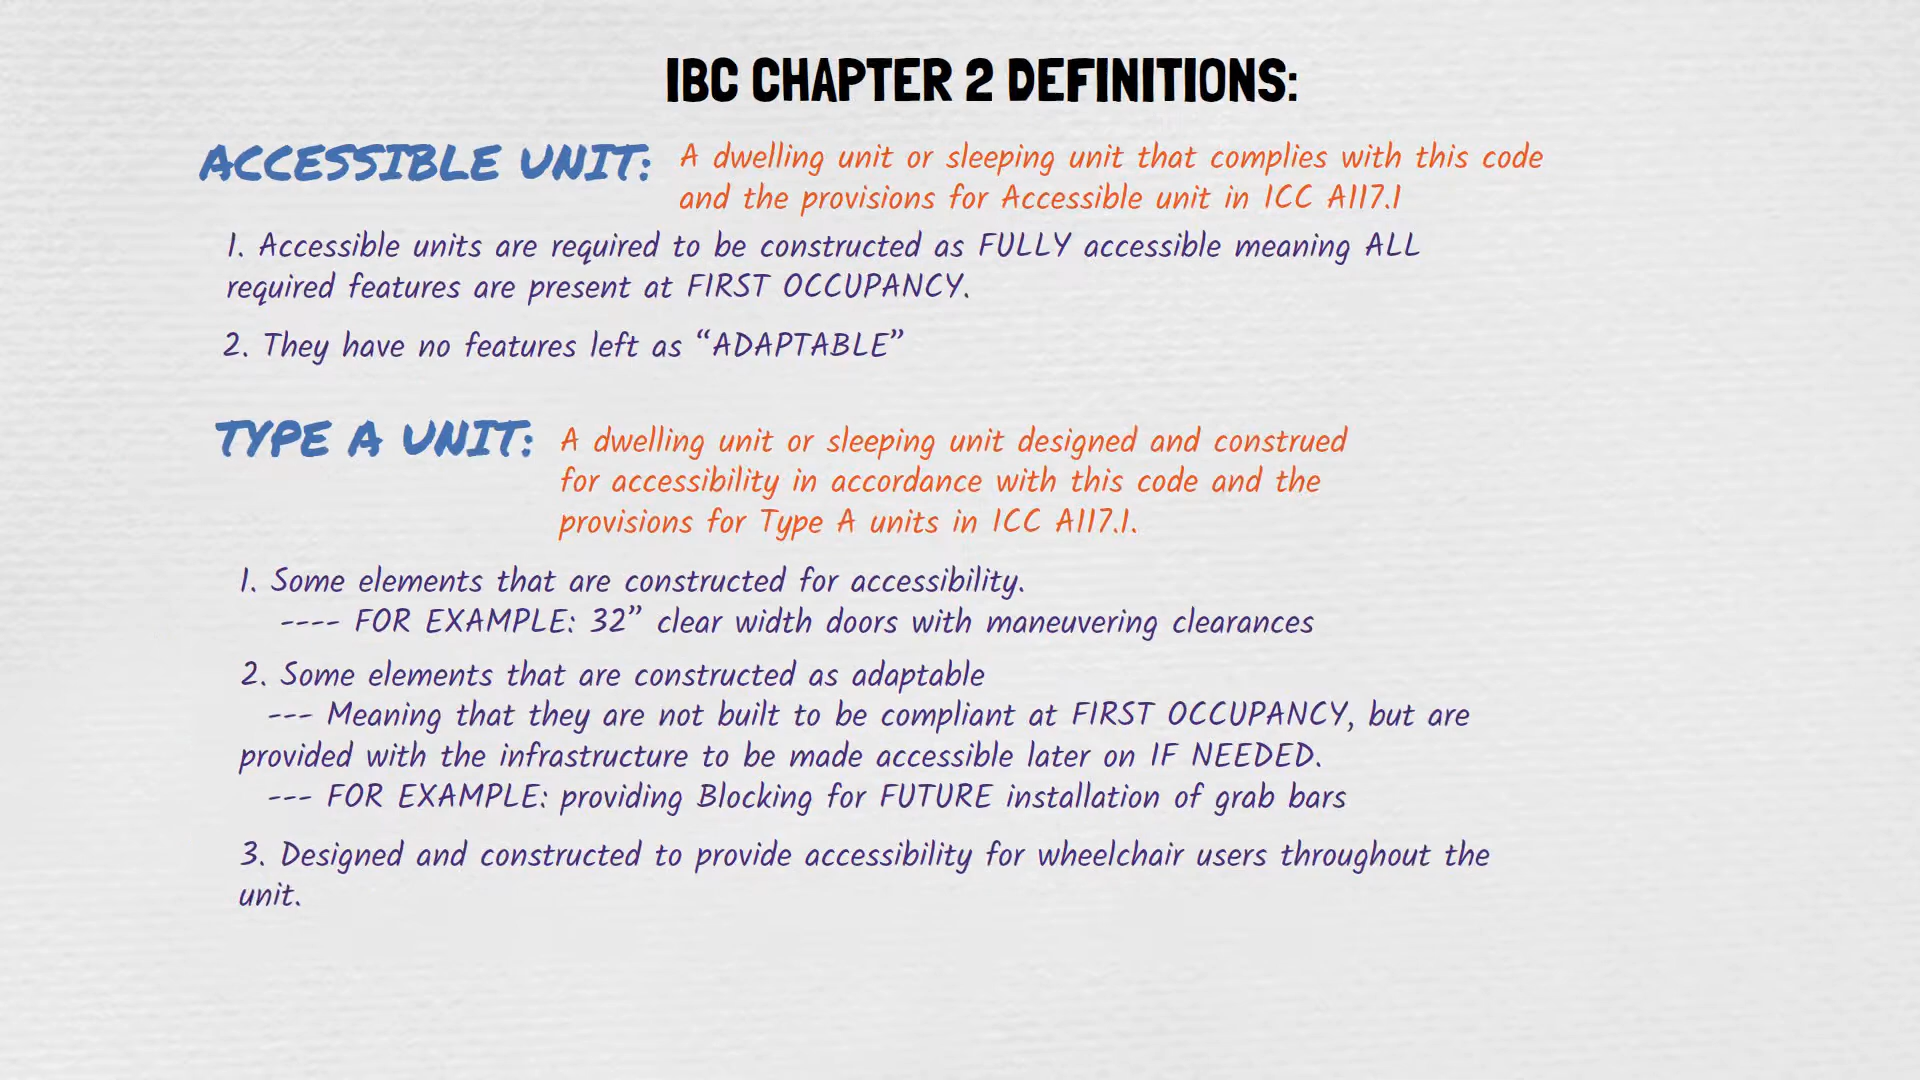 IBC CHAPTER 2 DEFINITIONS:
ACCESSIBLE UNIT: A dwelling unit or sleeping unit that complies with this code
and the provisions for Accessible unit in ICC A117.1
1. Accessible units are required to be constructed as FULLY accessible meaning ALL
required features are present at FIRST OCCUPANCY.
2. They have no features left as “ADAPTABLE”
TYPE A UNIT: A dwelling unit or sleeping unit designed and construed
for accessibility in accordance with this code and the
provisions for Type A units in ICC A117.1.
1. Some elements that are constructed for accessibility.
---- FOR EXAMPLE: 32” clear width doors with maneuvering clearances
2. Some elements that are constructed as adaptable
--- Meaning that they are not built to be compliant at FIRST OCCUPANCY, but are
provided with the infrastructure to be made accessible later on IF NEEDED.
--- FOR EXAMPLE: providing Blocking for FUTURE installation of grab bars
3. Designed and constructed to provide accessibility for wheelchair users throughout the
unit.